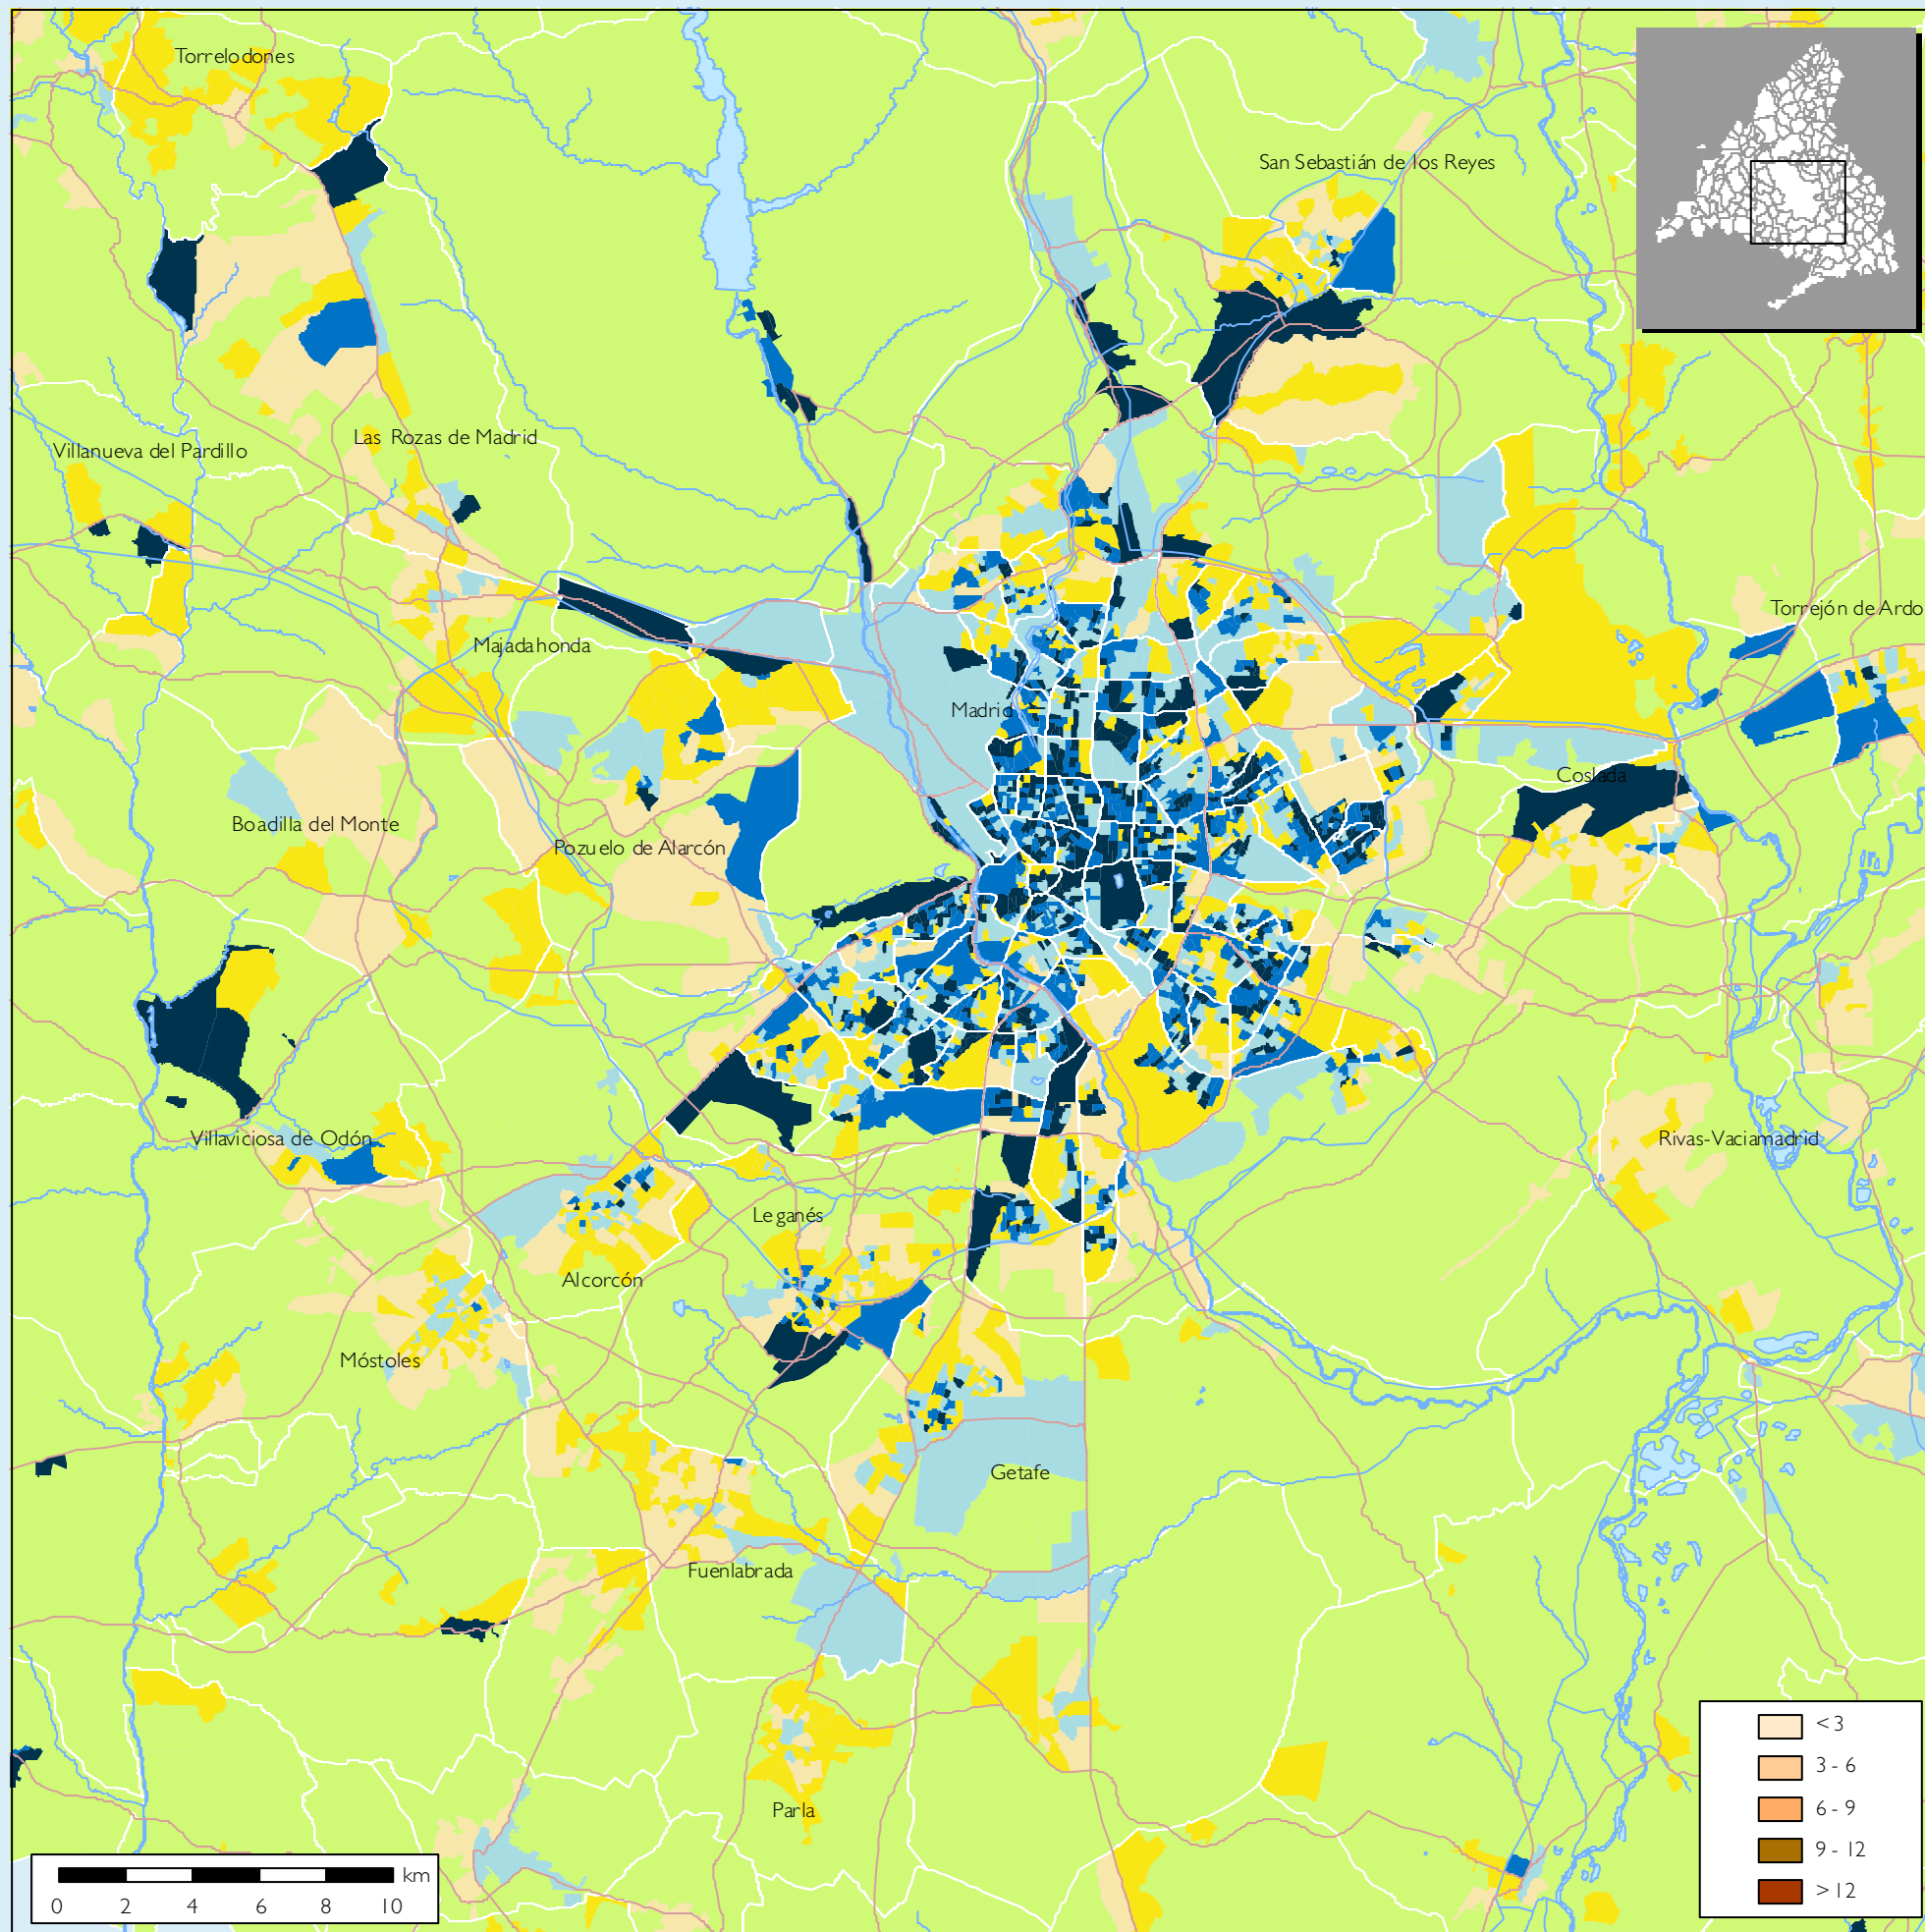 Torrelodones
San Sebastián de los Reyes
Las Rozas de Madrid
Villanueva del Pardillo
Torrejón de Ardo
Majadahonda
Madrid
Coslada
Boadilla del Monte
Pozuelo de Alarcón
Villaviciosa de Odón
Rivas-Vaciamadrid
Leganés
Alcorcón
Móstoles
Getafe
Fuenlabrada
Parla
<3
3 - 6
6 - 9
9 - 12
>12
km
0 2 4 6 8 10